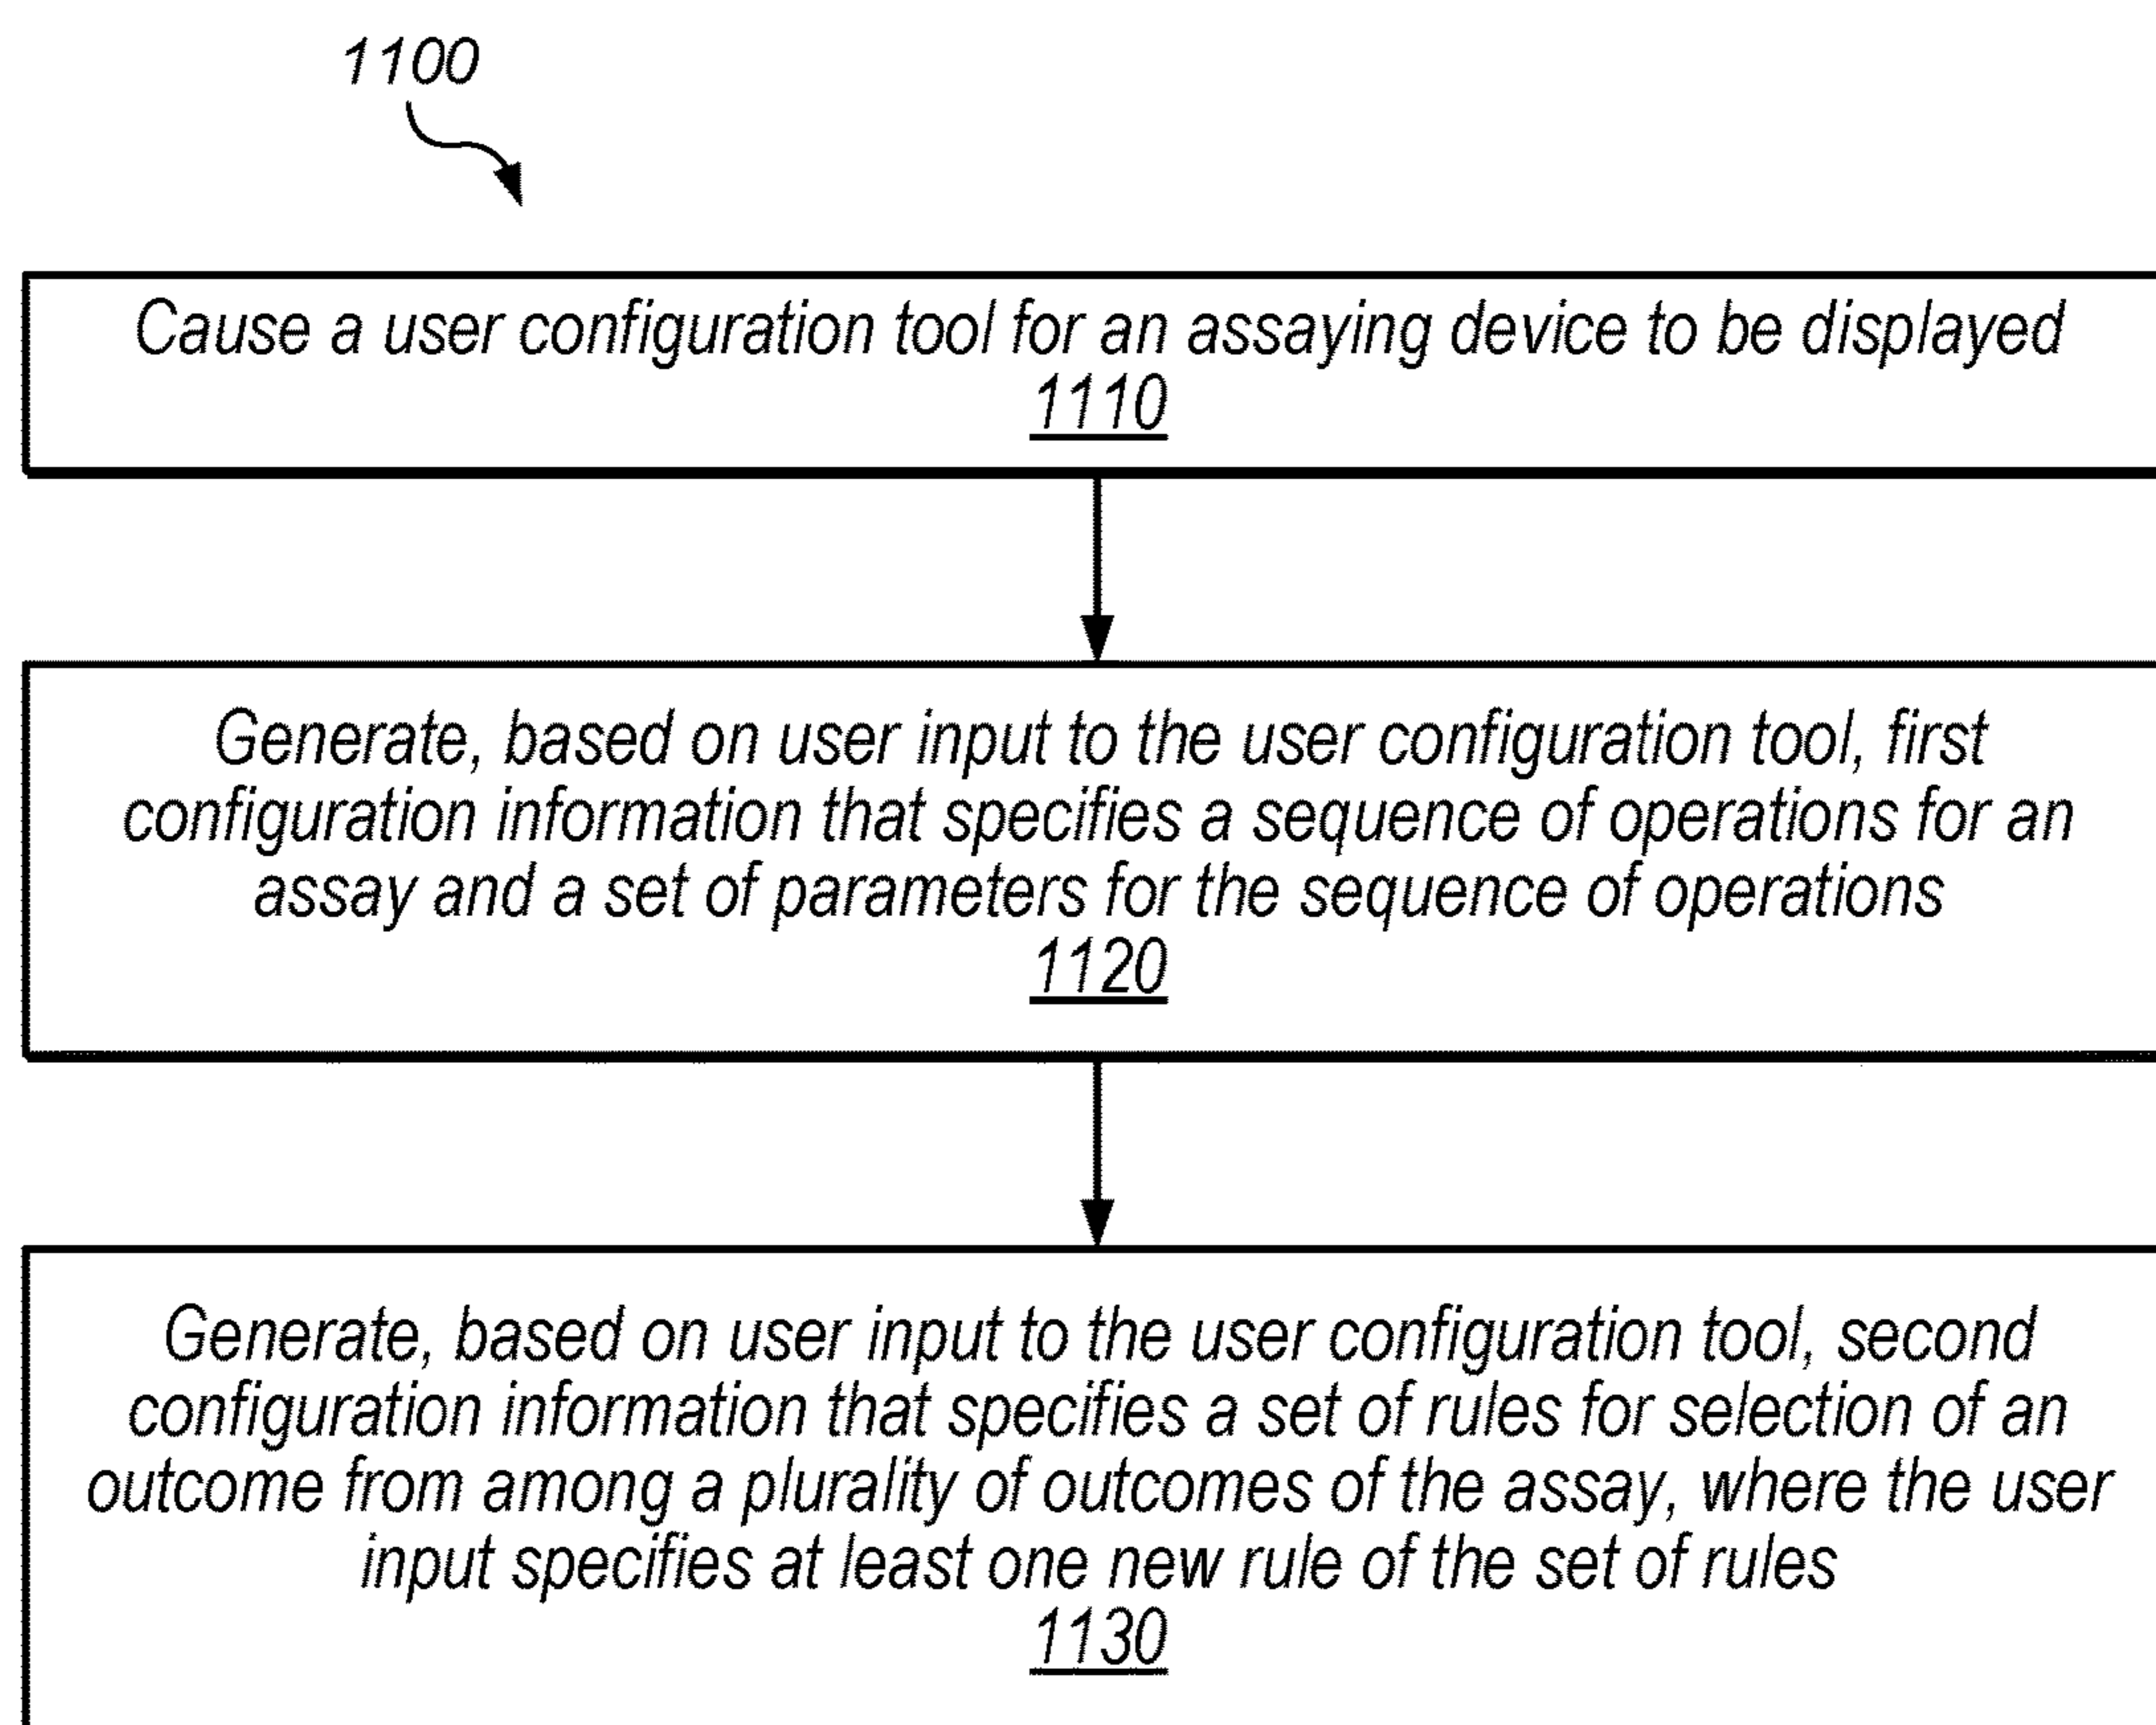 1100
Cause a user configuration tool for an assaying device to be displayed
1110
Generate, based on user input to the user configuration tool, first
configuration information that specifies a sequence of operations for an
assay and a set of parameters for the sequence of operations
1120
Generate, based on user input to the user configuration tool, second
configuration information that specifies a set of rules for selection of an
outcome from among a plurality of outcomes of the assay, where the user
input specifies at least one new rule of the set of rules
1130